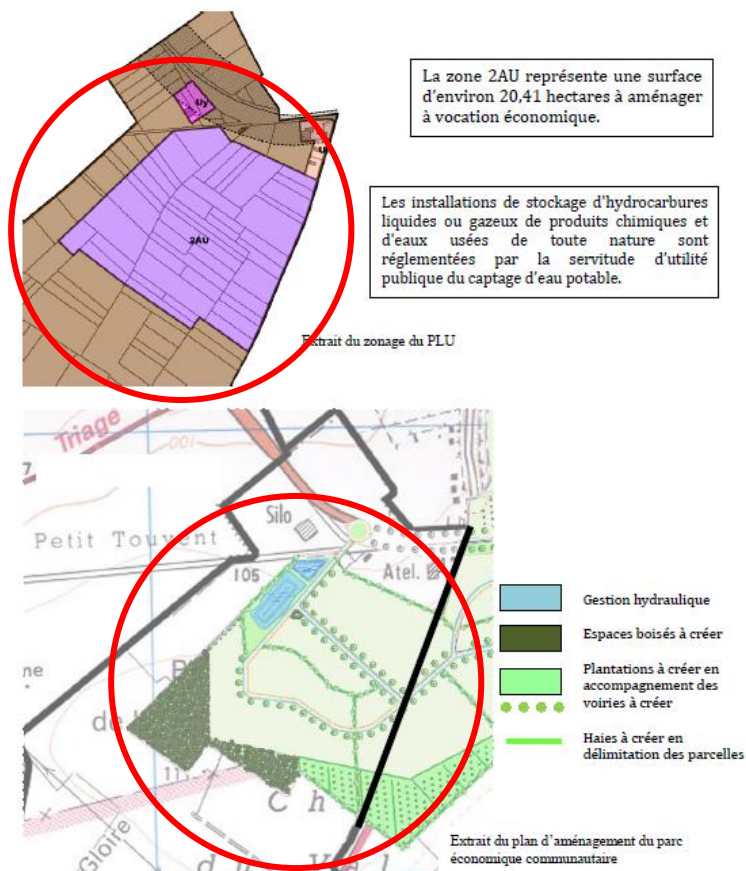 La zone 2AU représente une surface
d'environ 20,41 hectares à aménager
à vocation économique.
Uy
2AU
Les installations de stockage d'hydrocarbures
liquides ou gazeux de produits chimiques et
d'eaux usées de toute nature sont
réglementées par la servitude d'utilité
publique du captage d'eau potable.
Extrait du zonage du PLU
Triage
100
7
Silo
Petit Touvent
105
Atel.
Gestion hydraulique
Espaces boisés à créer
Plantations à créer en
accompagnement des
voiries à créer
Haies à créer en
délimitation des parcelles
C h
Gloire
d u V a l
Extrait du plan d'aménagement du parc
économique communautaire